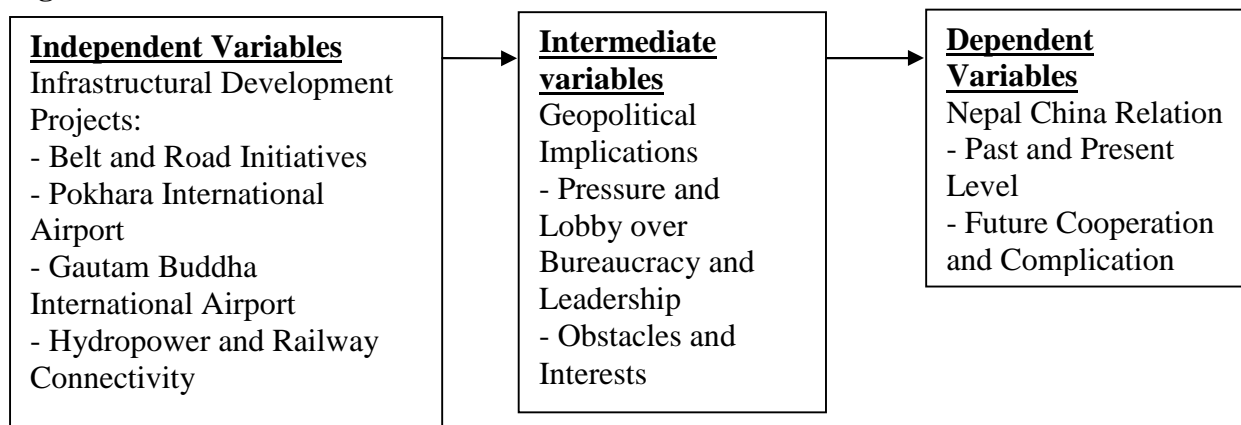 Independent Variables
Infrastructural Development
Projects:
- Belt and Road Initiatives
- Pokhara International
Airport
- Gautam Buddha
International Airport
- Hydropower and Railway
Connectivity
Intermediate
variables
Geopolitical
Implications
- Pressure and
Lobby over
Bureaucracy and
Leadership
- Obstacles and
Interests
Dependent
Variables
Nepal China Relation
- Past and Present
Level
- Future Cooperation
and Complication